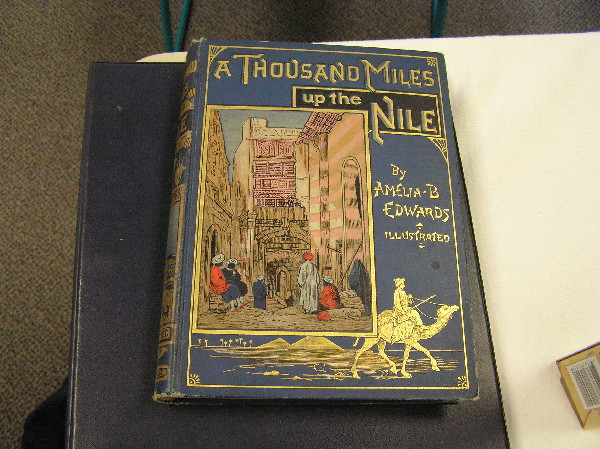 A THOUSAND MILES
up the
NILE
By
AMELIA-B
EDWARDS
ILLUSTRATED